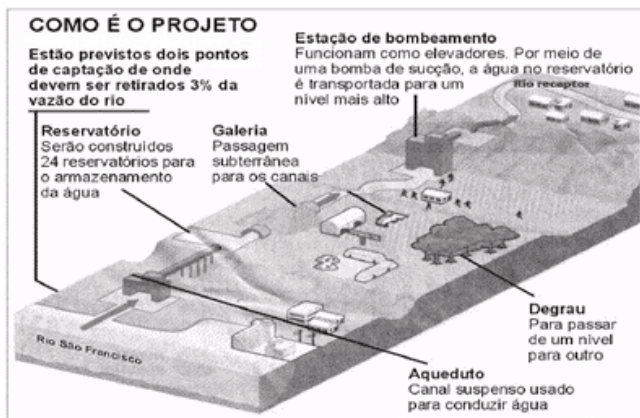 COMO É O PROJETO
Estão previstos dois pontos
de captação de onde
devem ser retirados 3% da
vazão do rio
Estação de bombeamento
Funcionam como elevadores. Por meio de
uma bomba de sucção, a água no reservatório
é transportada para um
nível mais alto
Rio receptor
Reservatório
Serão construídos
24 reservatórios para
o armazenamento
da água
Galeria
Passagem
subterrânea
para os canais
Degrau
Para passar
de um nível
para outro
Rio São Francisco
Aqueduto
Canal suspenso usado
para conduzir água